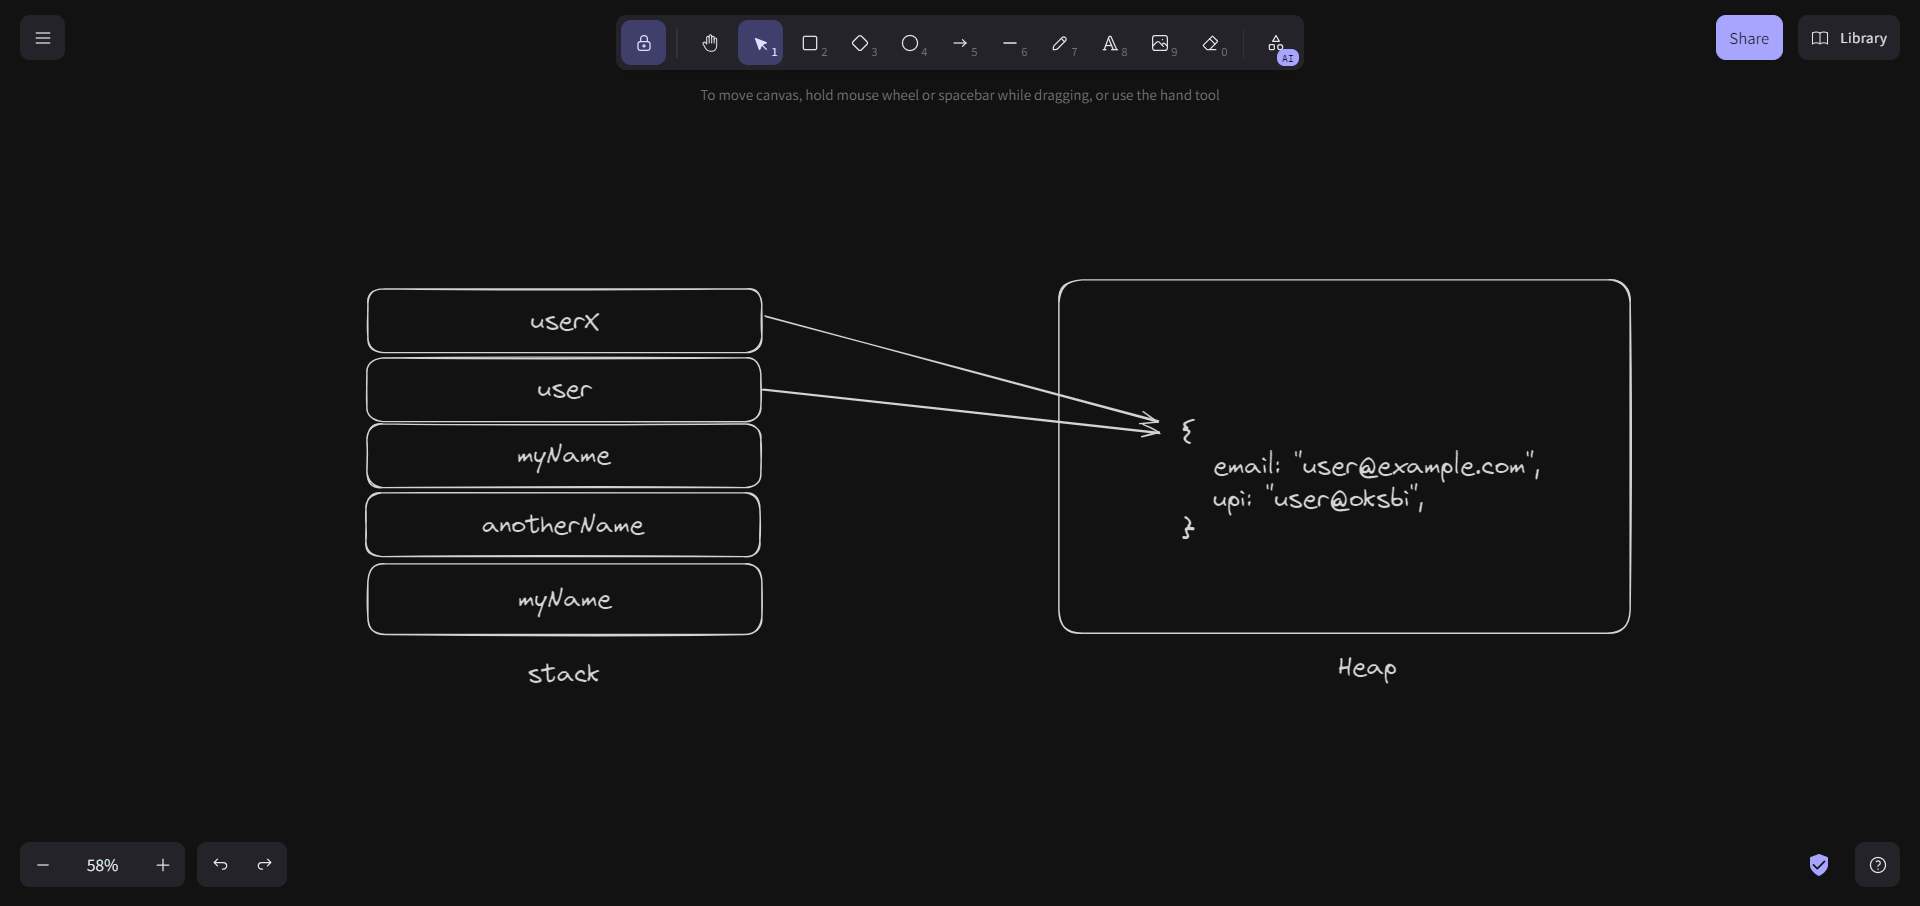 1
2
3
4
5
6
7
8
9
0
AI
Share
Library
To move canvas, hold mouse wheel or spacebar while dragging, or use the hand tool
userX
user
myName
anotherName
myName
stack
{
email: "user@example.com",
upi: "user@oksbi",
}
Heap
58%